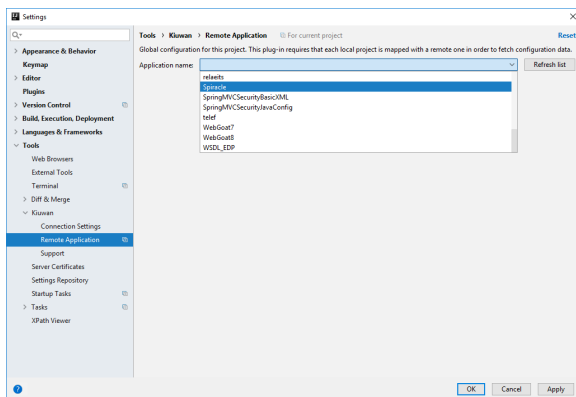 Settings
Tools > Kiuwan > Remote Application For current project Reset
Global configuration for this project. This plug-in requires that each local project is mapped with a remote one in order to fetch configuration data.
Application name: Refresh list
relaeits
Spiracle
SpringMVCSecurityBasicXML
SpringMVCSecurityJavaConfig
telef
WebGoat7
WebGoat8
WSDL_EDP
Appearance & Behavior
Keymap
Editor
Plugins
Version Control
Build, Execution, Deployment
Languages & Frameworks
Tools
Web Browsers
External Tools
Terminal
Diff & Merge
Kiuwan
Connection Settings
Remote Application
Support
Server Certificates
Settings Repository
Startup Tasks
Tasks
XPath Viewer
OK Cancel Apply